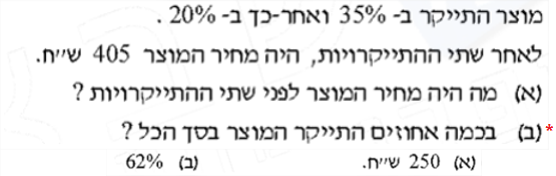 מוצר התייקר ב- 35% ואחר-כך ב- 20% .
לאחר שתי ההתייקרויות, היה מחיר המוצר 405 ש״ח.
(א) מה היה מחיר המוצר לפני שתי ההתייקרויות ?
*(ב) בכמה אחוזים התייקר המוצר בסך הכל ?
(א) 250 ש״ח. (ב) 62%